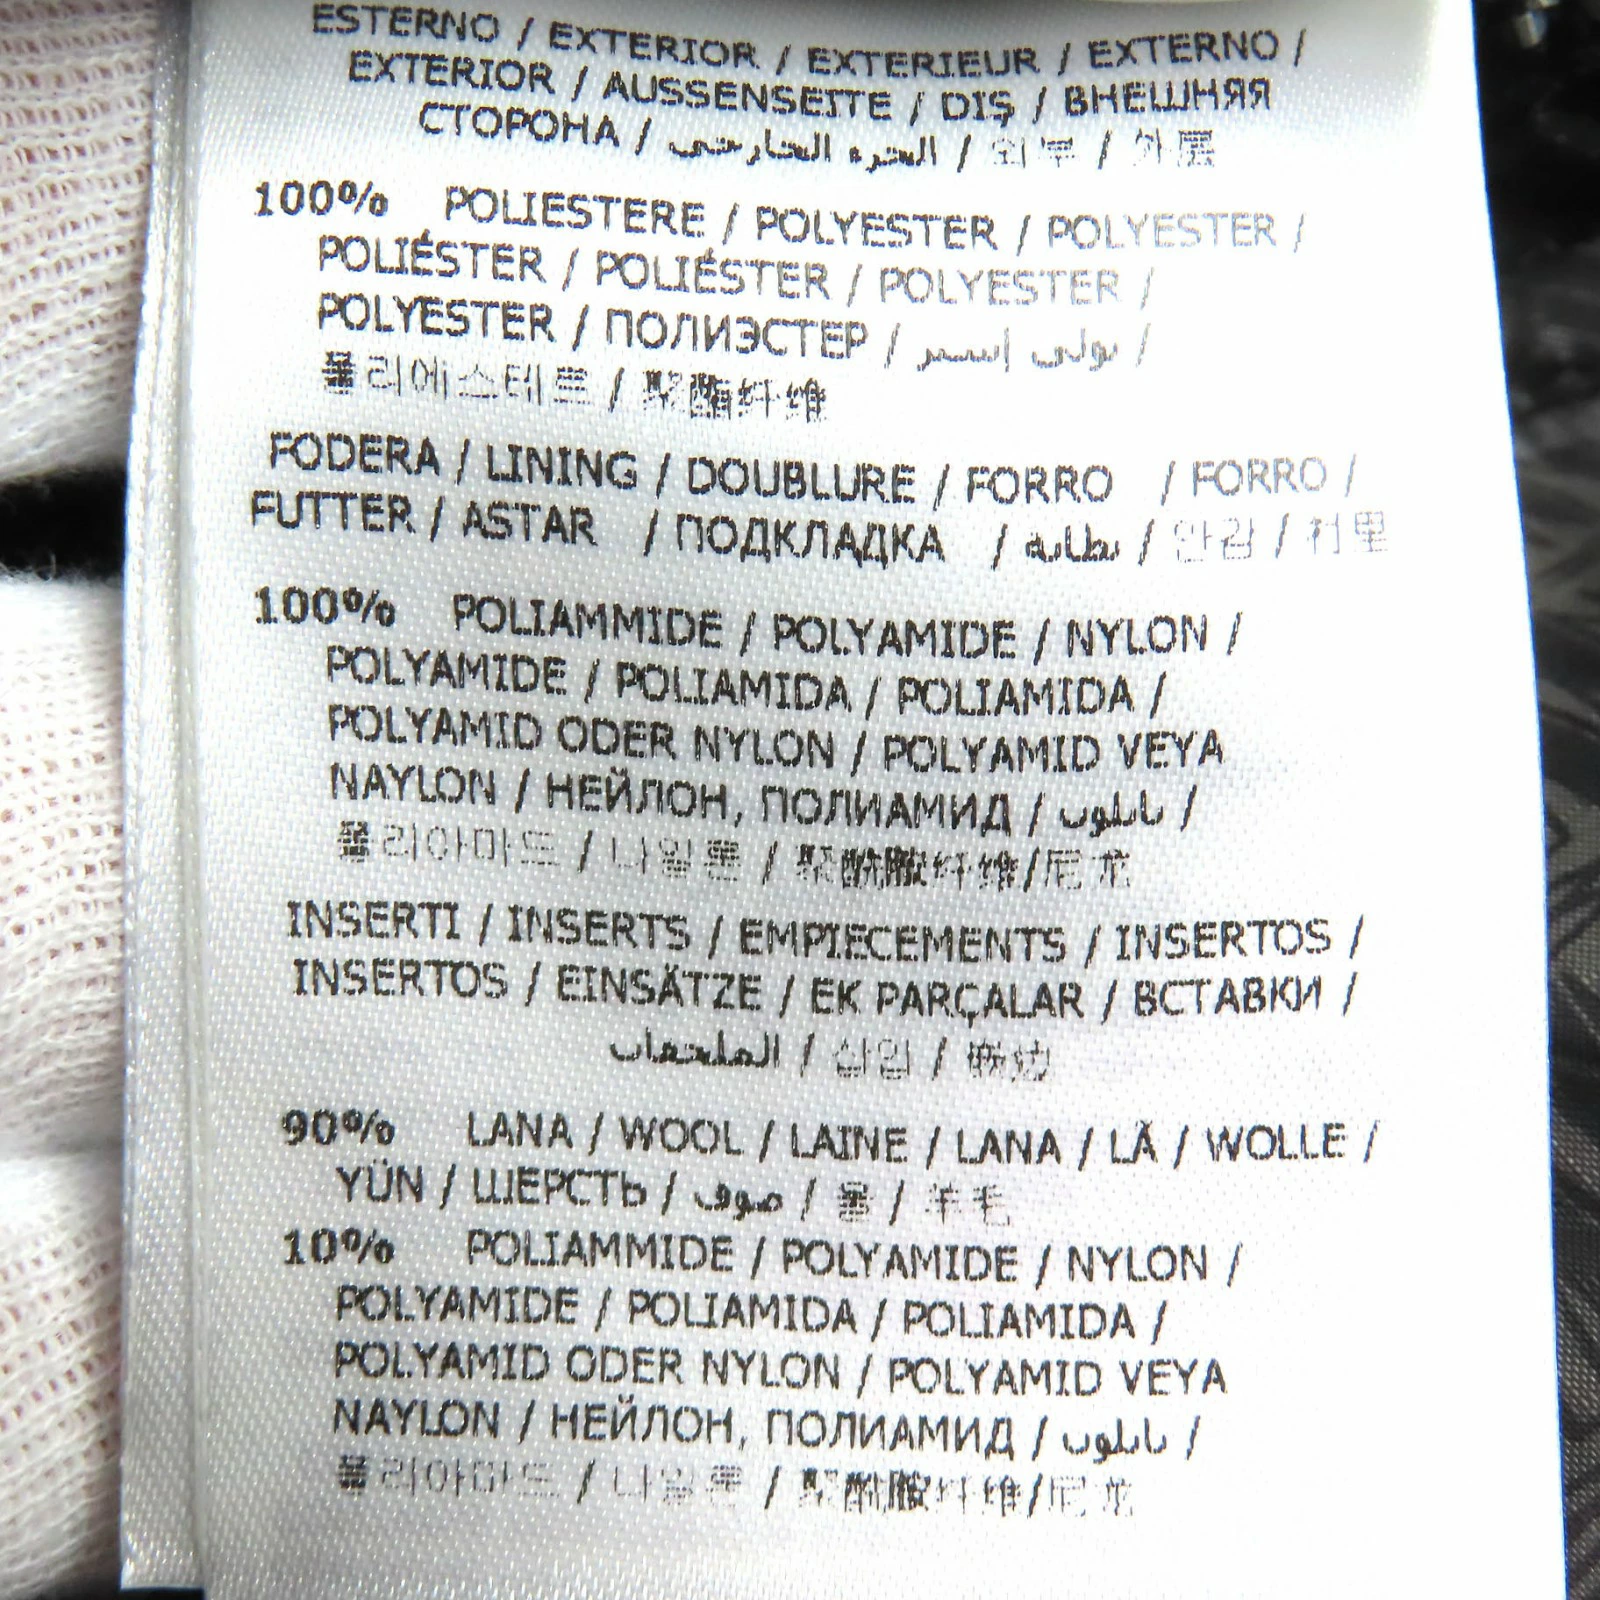 ESTERNO / EXTERIOR / EXTERIEUR / EXTERNO /
EXTERIOR / AUSSENSEITE / DIŞ / ВНЕШНЯЯ
СТОРОНА / الجزء الخارجي / 외부 / 外层
100% POLIESTERE / POLYESTER / POLYESTER /
POLIÉSTER / POLIÉSTER / POLYESTER /
POLYESTER / ПОЛИЭСТЕР / بولي إستر /
폴리에스테르 / 聚酯纤维
FODERA / LINING / DOUBLURE / FORRO / FORRO /
FUTTER / ASTAR / ПОДКЛАДКА / بطانة / 안감 / 衬里
100% POLIAMMIDE / POLYAMIDE / NYLON /
POLYAMIDE / POLIAMIDA / POLIAMIDA /
POLYAMID ODER NYLON / POLYAMID VEYA
NAYLON / НЕЙЛОН, ПОЛИАМИД / نايلون /
폴리아마드 / 나일론 / 聚酰胺纤维/尼龙
INSERTI / INSERTS / EMPIECEMENTS / INSERTOS /
INSERTOS / EINSÄTZE / EK PARÇALAR / ВСТАВКИ /
الملحقات / 삽입 / 嵌边
90% LANA / WOOL / LAINE / LANA / LÃ / WOLLE /
YÜN / ШЕРСТЬ / صوف / 울 / 羊毛
10% POLIAMMIDE / POLYAMIDE / NYLON /
POLYAMIDE / POLIAMIDA / POLIAMIDA /
POLYAMID ODER NYLON / POLYAMID VEYA
NAYLON / НЕЙЛОН, ПОЛИАМИД / نايلون /
폴리아마드 / 나일론 / 聚酰胺纤维/尼龙